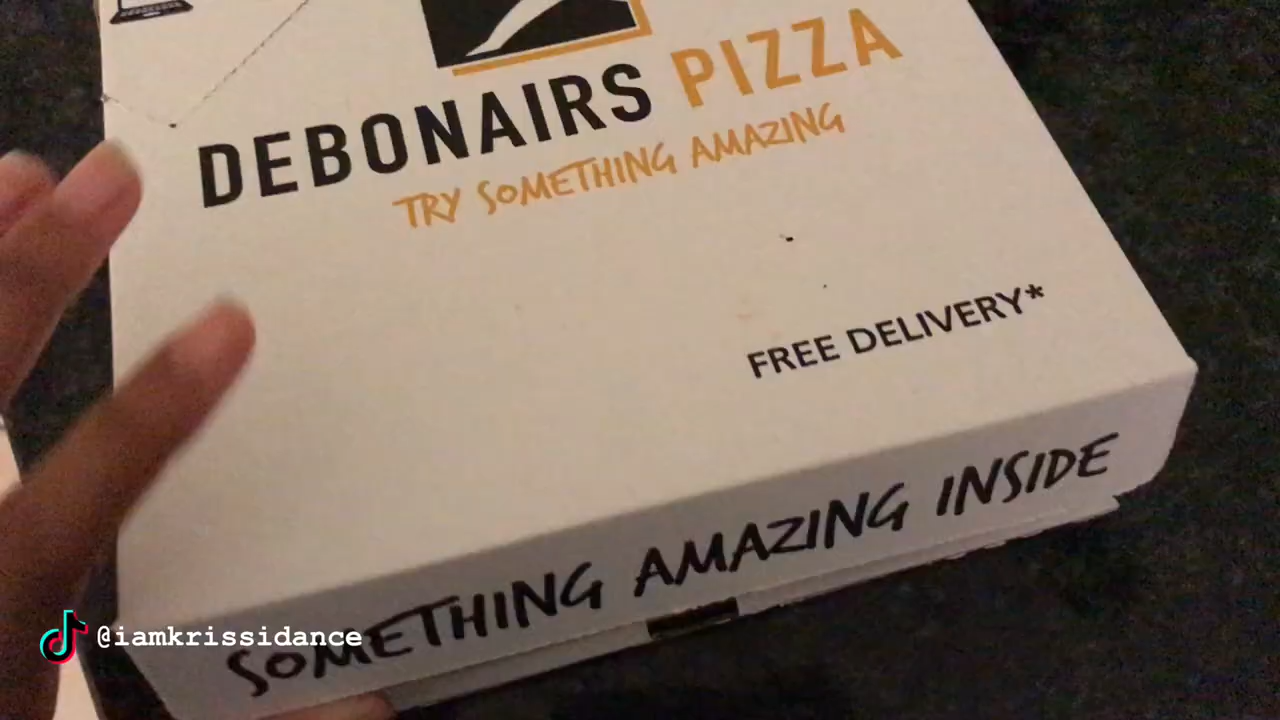 DEBONAIRS PIZZA
TRY SOMETHING AMAZING
FREE DELIVERY*
SOMETHING AMAZING INSIDE
@iamkrissidance